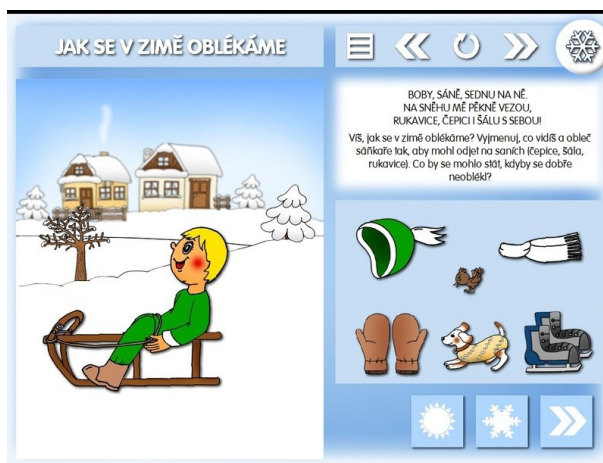 JAK SE V ZIMĚ OBLÉKÁME
BOBY, SÁNĚ, SEDNU NA NĚ.
NA SNĚHU MĚ PĚKNĚ VEZOU,
RUKAVICE, ČEPICI I ŠÁLU S SEBOU!
Víš, jak se v zimě oblékáme? Vyjmenuj, co vidíš a obleč
sáňkaře tak, aby mohl odjet na saních (čepice, šála,
rukavice). Co by se mohlo stát, kdyby se dobře
neoblékl?